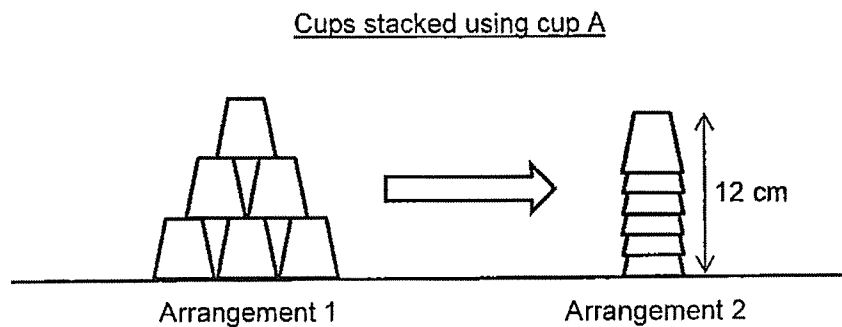 Cups stacked using cup A
12 cm
Arrangement 1
Arrangement 2